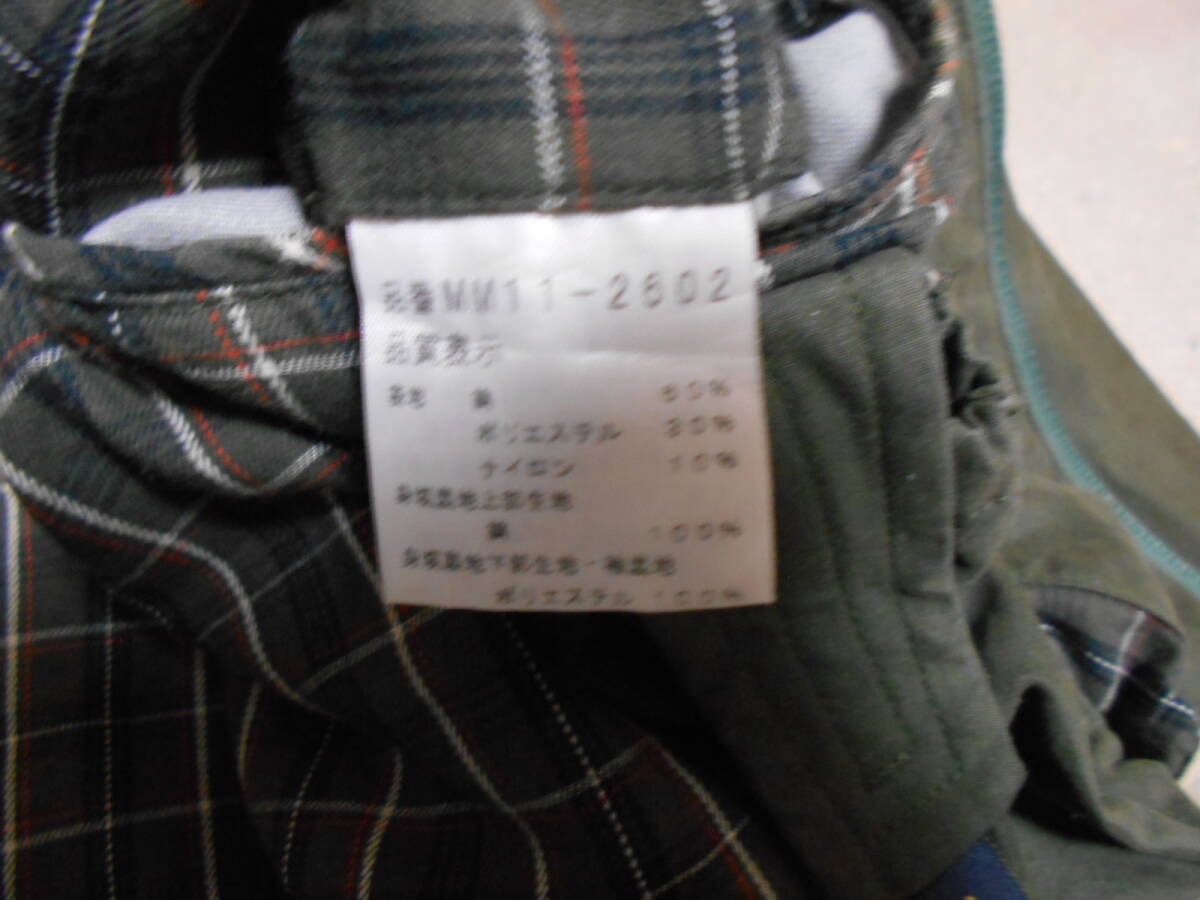 品番MM11-2602
品質表示
表地 綿 60%
ポリエステル 30%
ナイロン 10%
身頃裏地上部生地
綿 100%
身頃裏地下部生地・袖裏地
ポリエステル 100%